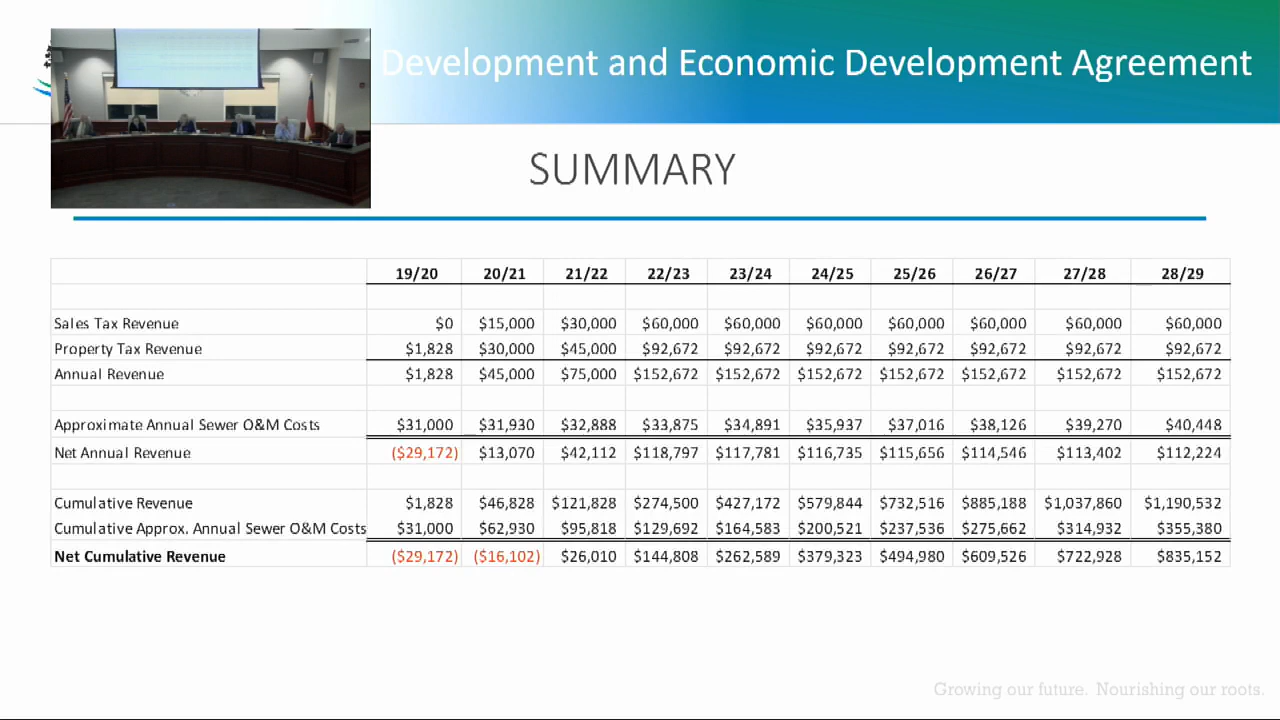 Development and Economic Development Agreement
SUMMARY
19/20 20/21 21/22 22/23 23/24 24/25 25/26 26/27 27/28 28/29
Sales Tax Revenue $0 $15,000 $30,000 $60,000 $60,000 $60,000 $60,000 $60,000 $60,000 $60,000
Property Tax Revenue $1,828 $30,000 $45,000 $92,672 $92,672 $92,672 $92,672 $92,672 $92,672 $92,672
Annual Revenue $1,828 $45,000 $75,000 $152,672 $152,672 $152,672 $152,672 $152,672 $152,672 $152,672
Approximate Annual Sewer O&M Costs $31,000 $31,930 $32,888 $33,875 $34,891 $35,937 $37,016 $38,126 $39,270 $40,448
Net Annual Revenue ($29,172) $13,070 $42,112 $118,797 $117,781 $116,735 $115,656 $114,546 $113,402 $112,224
Cumulative Revenue $1,828 $46,828 $121,828 $274,500 $427,172 $579,844 $732,516 $885,188 $1,037,860 $1,190,532
Cumulative Approx. Annual Sewer O&M Costs $31,000 $62,930 $95,818 $129,692 $164,583 $200,521 $237,536 $275,662 $314,932 $355,380
Net Cumulative Revenue ($29,172) ($16,102) $26,010 $144,808 $262,589 $379,323 $494,980 $609,526 $722,928 $835,152
Growing our future. Nourishing our roots.